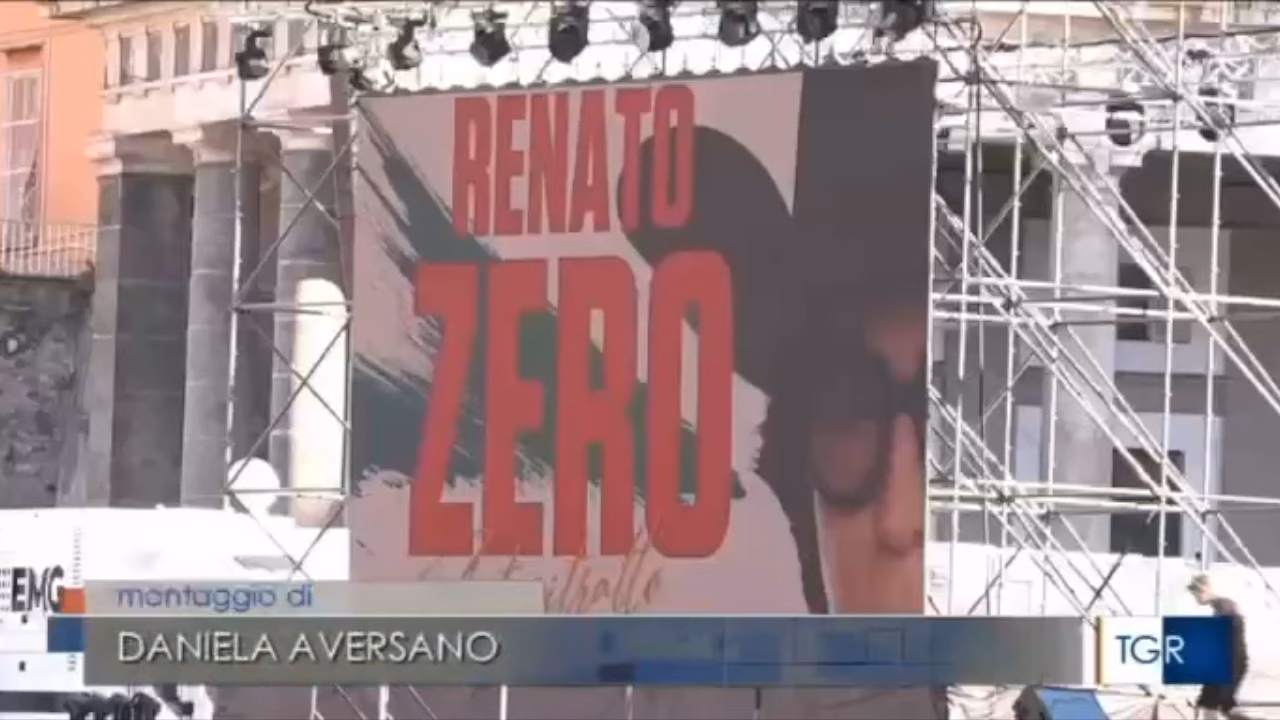 RENATO
ZERO
EMG
montaggio di
DANIELA AVERSANO
TGR